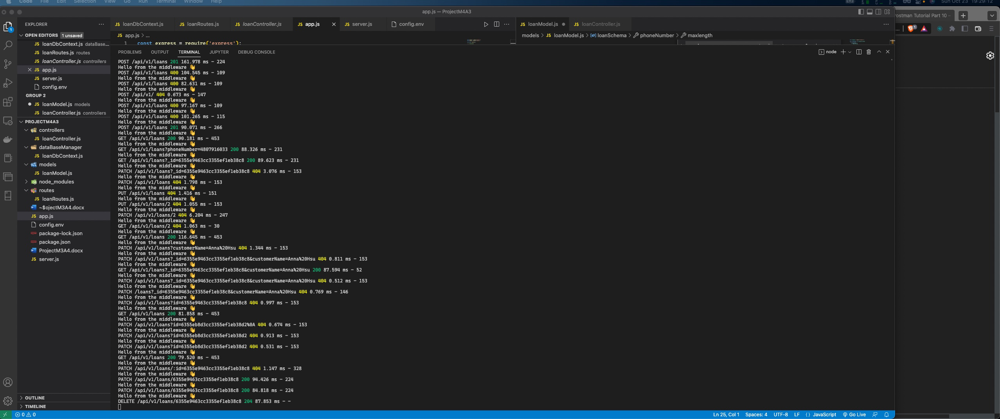 Code File Edit Selection View Go Run Terminal Window Help
Sun Oct 23 19:29:12
app.js — ProjectM4A3
Postman Tutorial Part 10 –
EXPLORER
loanDbContext.js loanRoutes.js loanController.js app.js server.js config.env
loanModel.js loanController.js
OPEN EDITORS 1 unsaved
app.js > ...
models > loanModel.js > loanSchema > phoneNumber > maxlength
1 const express = require('express');
loanDbContext.js dataBase...
loanRoutes.js routes
loanController.js controllers
app.js
server.js
config.env
GROUP 2
loanModel.js models
loanController.js controllers
PROJECTM4A3
controllers
loanController.js
dataBaseManager
loanDbContext.js
models
loanModel.js
node_modules
routes
loanRoutes.js
~$ojectM3A4.docx
app.js
config.env
package-lock.json
package.json
ProjectM3A4.docx
server.js
OUTLINE
TIMELINE
PROBLEMS OUTPUT TERMINAL JUPYTER DEBUG CONSOLE
node
POST /api/v1/loans 201 161.978 ms - 224
Hello from the middleware 👋
POST /api/v1/loans 400 104.545 ms - 109
Hello from the middleware 👋
POST /api/v1/loans 400 82.631 ms - 109
Hello from the middleware 👋
POST /api/v1/ 404 0.673 ms - 147
Hello from the middleware 👋
POST /api/v1/loans 400 97.167 ms - 109
Hello from the middleware 👋
POST /api/v1/loans 400 101.265 ms - 115
Hello from the middleware 👋
POST /api/v1/loans 201 90.071 ms - 266
Hello from the middleware 👋
GET /api/v1/loans 200 90.181 ms - 453
Hello from the middleware 👋
GET /api/v1/loans?phoneNumber=4807916033 200 88.326 ms - 231
Hello from the middleware 👋
GET /api/v1/loans?_id=6355e9463cc3355ef1eb38c8 200 89.623 ms - 231
Hello from the middleware 👋
PATCH /api/v1/loans?_id=6355e9463cc3355ef1eb38c8 404 3.076 ms - 153
Hello from the middleware 👋
PATCH /api/v1/loans 404 1.798 ms - 153
Hello from the middleware 👋
PUT /api/v1/loans 404 1.416 ms - 151
Hello from the middleware 👋
PUT /api/v1/loans/2 404 1.055 ms - 153
Hello from the middleware 👋
PATCH /api/v1/loans/2 404 6.204 ms - 247
Hello from the middleware 👋
GET /api/v1/loans/2 404 1.063 ms - 30
Hello from the middleware 👋
GET /api/v1/loans 200 116.645 ms - 453
Hello from the middleware 👋
PATCH /api/v1/loans?customerName=Anna%20Hsu 404 1.344 ms - 153
Hello from the middleware 👋
PATCH /api/v1/loans?_id=6355e9463cc3355ef1eb38c8&customerName=Anna%20Hsu 404 0.811 ms - 153
Hello from the middleware 👋
GET /api/v1/loans?_id=6355e9463cc3355ef1eb38c8&customerName=Anna%20Hsu 200 87.594 ms - 52
Hello from the middleware 👋
PATCH /api/v1/loans?_id=6355e9463cc3355ef1eb38c8&customerName=Anna%20Hsu 404 0.512 ms - 153
Hello from the middleware 👋
PATCH /loans?_id=6355e9463cc3355ef1eb38c8&customerName=Anna%20Hsu 404 0.769 ms - 146
Hello from the middleware 👋
PATCH /api/v1/loans?id=6355e9463cc3355ef1eb38c8 404 0.997 ms - 153
Hello from the middleware 👋
GET /api/v1/loans 200 81.858 ms - 453
Hello from the middleware 👋
PATCH /api/v1/loans?id=6355eb8d3cc3355ef1eb38d2%0A 404 0.674 ms - 153
Hello from the middleware 👋
PATCH /api/v1/loans?id=6355eb8d3cc3355ef1eb38d2 404 0.913 ms - 153
Hello from the middleware 👋
PATCH /api/v1/loans?id=6355eb8d3cc3355ef1eb38d2 404 0.531 ms - 153
Hello from the middleware 👋
GET /api/v1/loans 200 79.520 ms - 453
Hello from the middleware 👋
PATCH /api/v1/loans/:id=6355e9463cc3355ef1eb38c8 404 1.147 ms - 328
Hello from the middleware 👋
PATCH /api/v1/loans/6355e9463cc3355ef1eb38c8 200 94.426 ms - 224
Hello from the middleware 👋
PATCH /api/v1/loans/6355e9463cc3355ef1eb38c8 200 84.818 ms - 224
Hello from the middleware 👋
DELETE /api/v1/loans/6355e9463cc3355ef1eb38c8 204 87.853 ms - -
0 0 Ln 25, Col 1 Spaces: 4 UTF-8 LF {} JavaScript Go Live